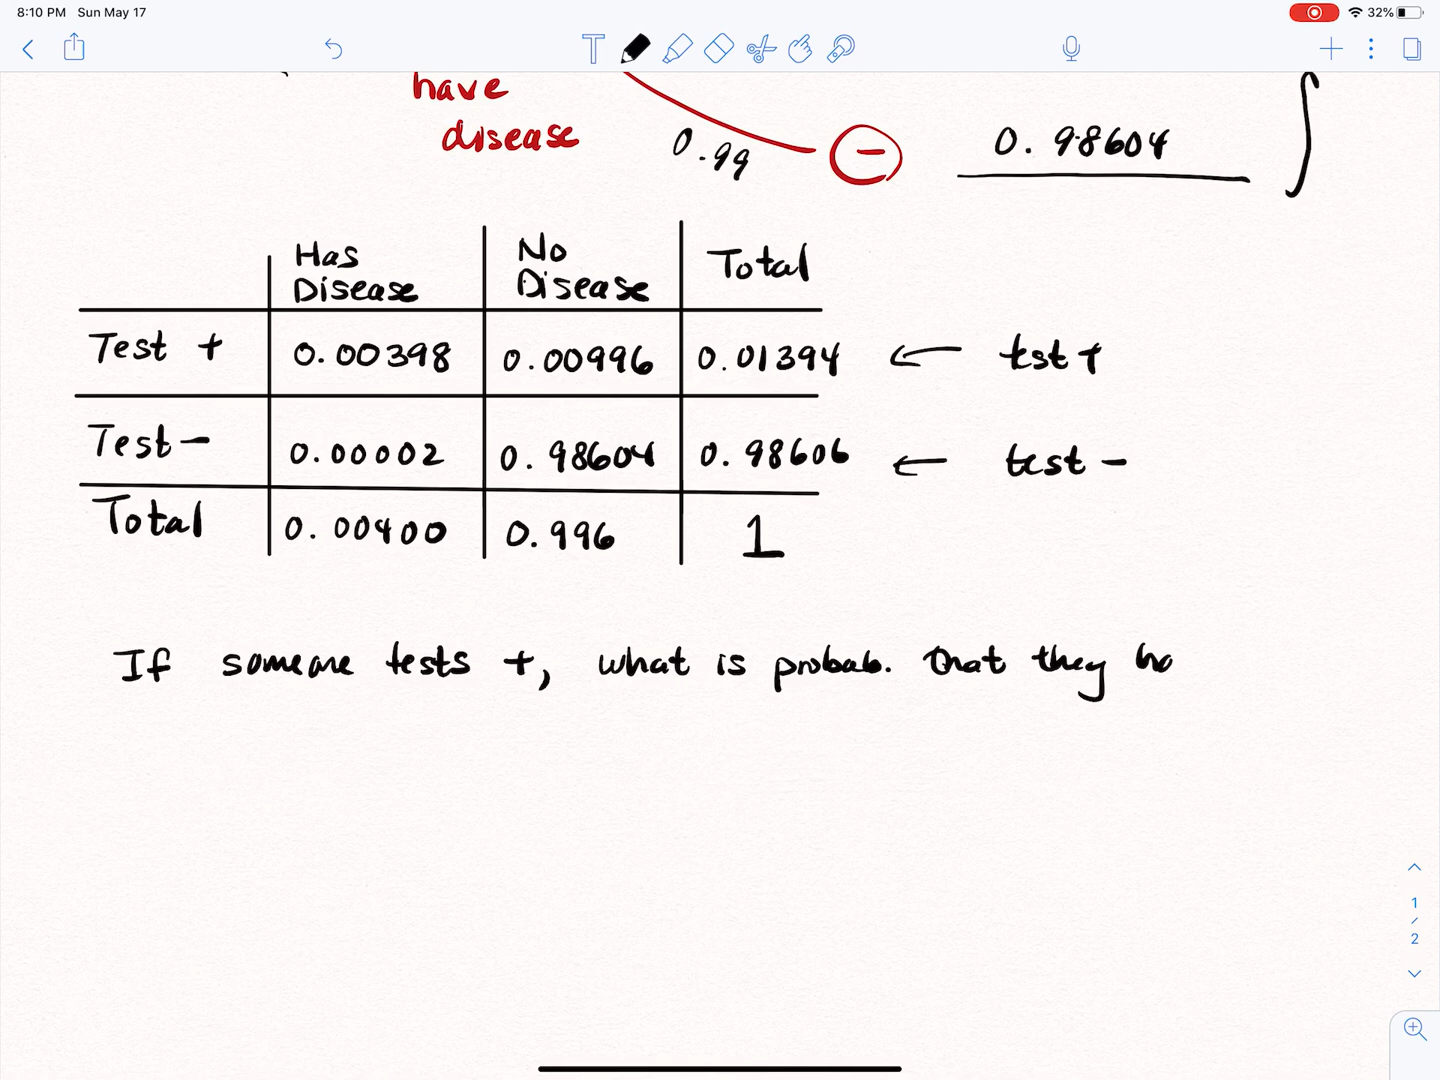 8:10 PM Sun May 17 32%
T
have
disease
0.99 − 0.98604
Has Disease No Disease Total
Test + 0.00398 0.00996 0.01394 ← test +
Test − 0.00002 0.98604 0.98606 ← test −
Total 0.00400 0.996 1
If someone tests +, what is probab. that they ha
1
/
2